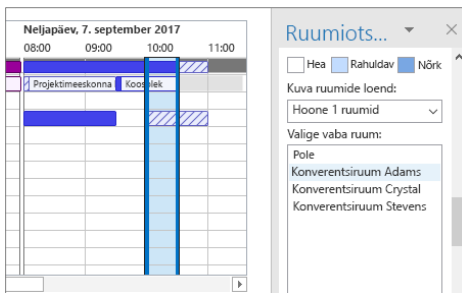 Neljapäev, 7. september 2017
08:00 09:00 10:00 11:00
Projektimeeskonna Koosolek
Ruumiots...
Hea Rahuldav Nõrk
Kuva ruumide loend:
Hoone 1 ruumid
Valige vaba ruum:
Pole
Konverentsiruum Adams
Konverentsiruum Crystal
Konverentsiruum Stevens